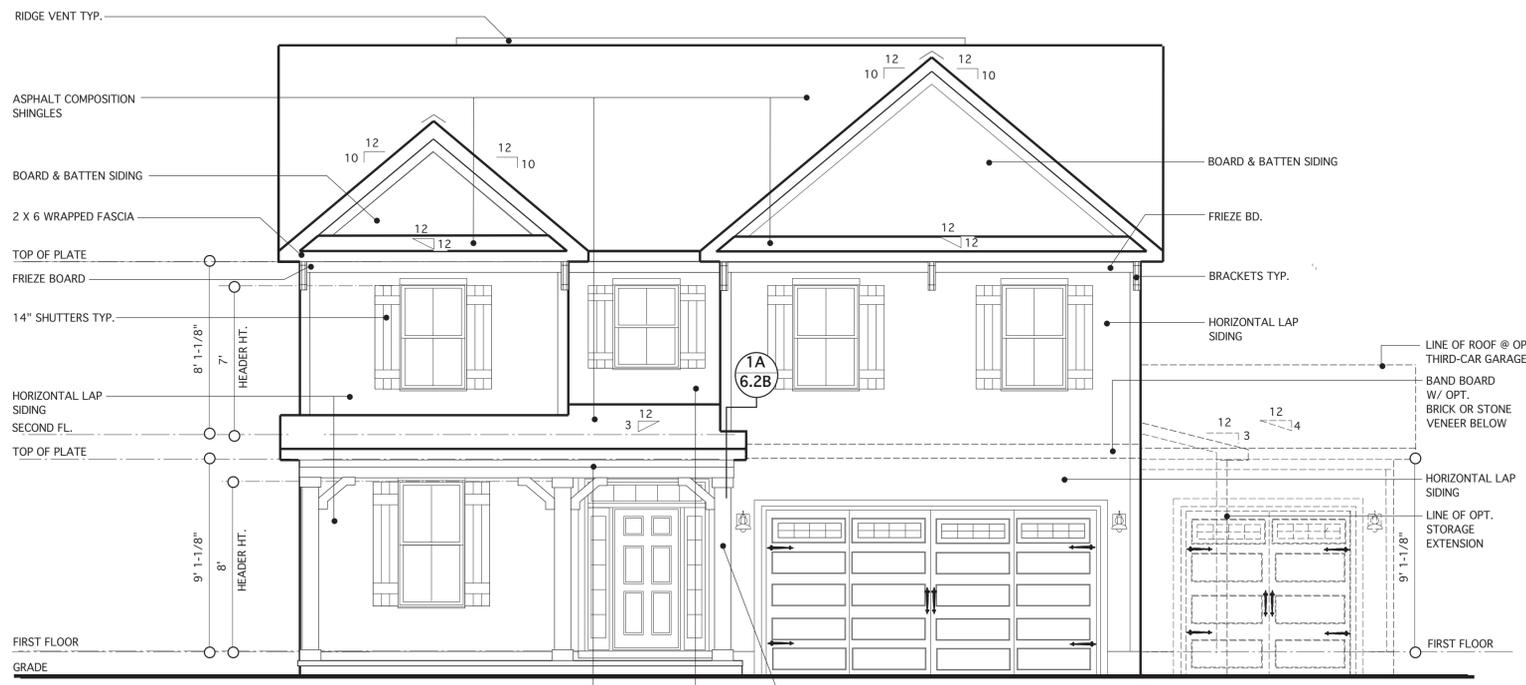 RIDGE VENT TYP.
12
10
12
10
ASPHALT COMPOSITION
SHINGLES
12
10
12
10
BOARD & BATTEN SIDING
BOARD & BATTEN SIDING
2 X 6 WRAPPED FASCIA
FRIEZE BD.
12
12
12
12
TOP OF PLATE
FRIEZE BOARD
BRACKETS TYP.
14" SHUTTERS TYP.
HORIZONTAL LAP
SIDING
8' 1-1/8"
7'
HEADER HT.
LINE OF ROOF @ OP
THIRD-CAR GARAGE
1A
6.2B
BAND BOARD
W/ OPT.
BRICK OR STONE
VENEER BELOW
HORIZONTAL LAP
SIDING
12
3
12
3
12
4
SECOND FL.
TOP OF PLATE
HORIZONTAL LAP
SIDING
LINE OF OPT.
STORAGE
EXTENSION
9' 1-1/8"
8'
HEADER HT.
9' 1-1/8"
FIRST FLOOR
FIRST FLOOR
GRADE